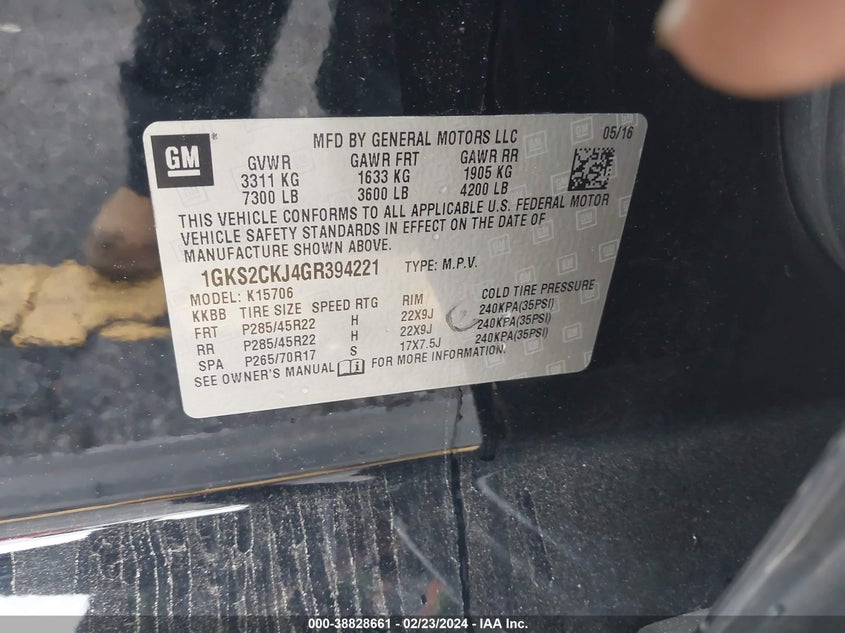 GM
®
MFD BY GENERAL MOTORS LLC 05/16
GVWR GAWR FRT GAWR RR
3311 KG 1633 KG 1905 KG
7300 LB 3600 LB 4200 LB
THIS VEHICLE CONFORMS TO ALL APPLICABLE U.S. FEDERAL MOTOR
VEHICLE SAFETY STANDARDS IN EFFECT ON THE DATE OF
MANUFACTURE SHOWN ABOVE.
1GKS2CKJ4GR394221 TYPE: M.P.V.
MODEL: K15706
KKBB TIRE SIZE SPEED RTG RIM COLD TIRE PRESSURE
FRT P285/45R22 H 22X9J 240KPA(35PSI)
RR P285/45R22 H 22X9J 240KPA(35PSI)
SPA P265/70R17 S 17X7.5J 240KPA(35PSI)
SEE OWNER'S MANUAL FOR MORE INFORMATION.
000-38828661 - 02/23/2024 - IAA Inc.